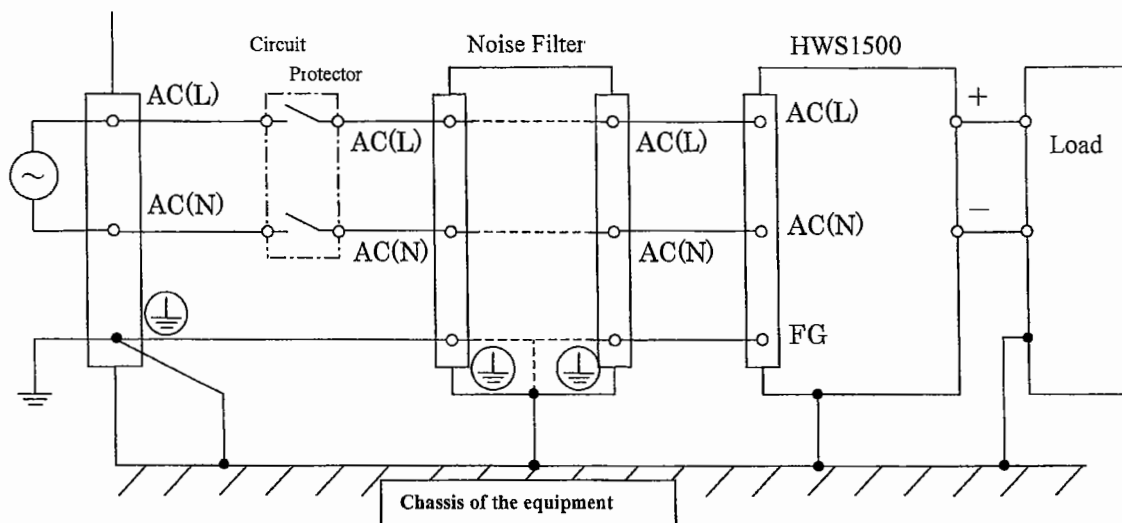 Circuit
Protector
Noise Filter
HWS1500
AC(L)
AC(L)
AC(L)
AC(L)
+
Load
AC(N)
AC(N)
AC(N)
AC(N)
−
FG
Chassis of the equipment